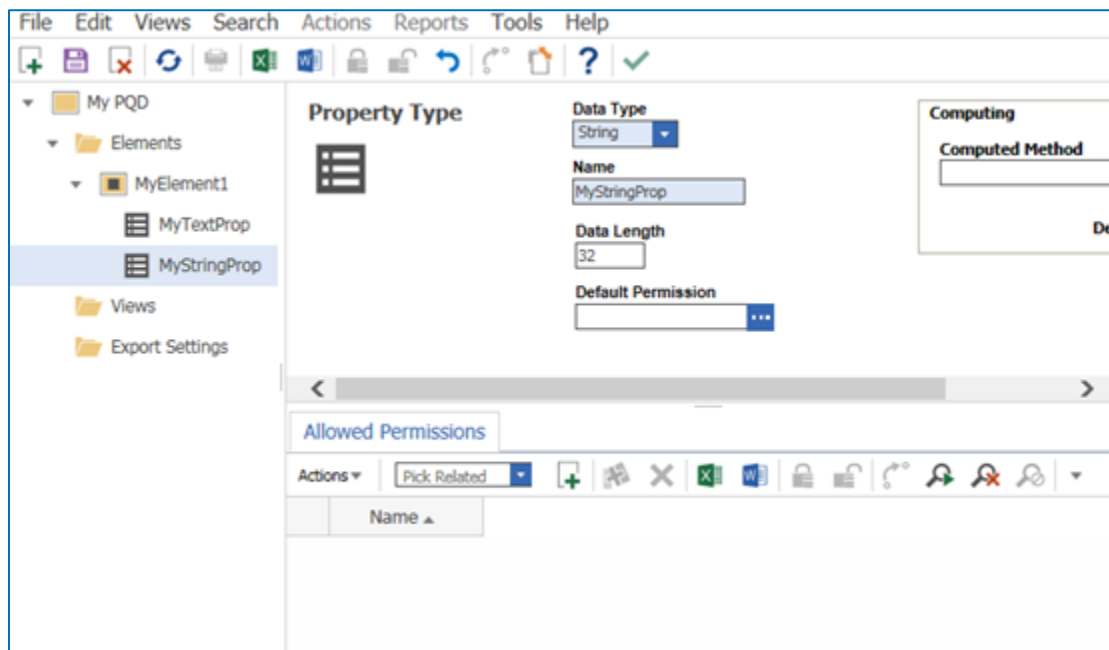 File Edit Views Search Actions Reports Tools Help
My PQD
Elements
MyElement1
MyTextProp
MyStringProp
Views
Export Settings
Property Type
Data Type
String
Name
MyStringProp
Data Length
32
Default Permission
Computing
Computed Method
De
Allowed Permissions
Actions Pick Related
Name